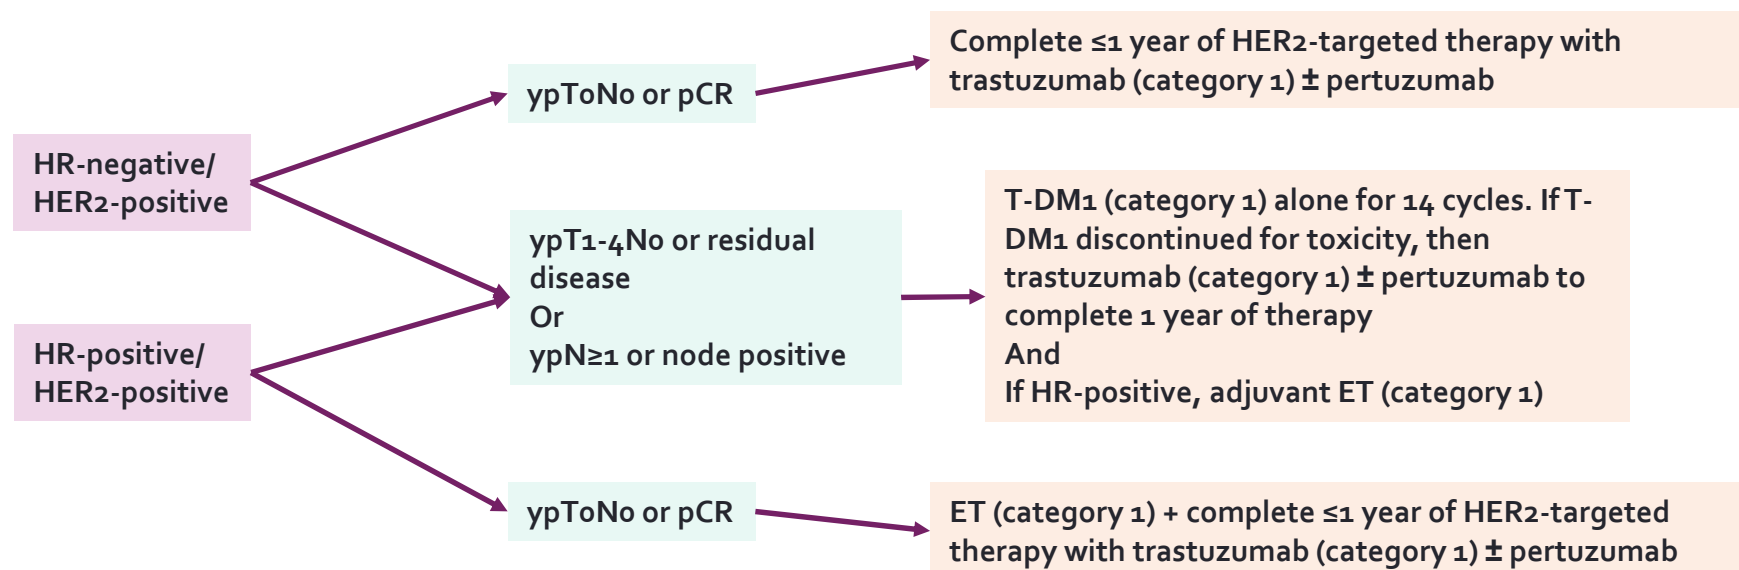 HR-negative/
HER2-positive
HR-positive/
HER2-positive
ypT0N0 or pCR
ypT1-4N0 or residual
disease
Or
ypN≥1 or node positive
ypT0N0 or pCR
Complete ≤1 year of HER2-targeted therapy with
trastuzumab (category 1) ± pertuzumab
T-DM1 (category 1) alone for 14 cycles. If T-
DM1 discontinued for toxicity, then
trastuzumab (category 1) ± pertuzumab to
complete 1 year of therapy
And
If HR-positive, adjuvant ET (category 1)
ET (category 1) + complete ≤1 year of HER2-targeted
therapy with trastuzumab (category 1) ± pertuzumab